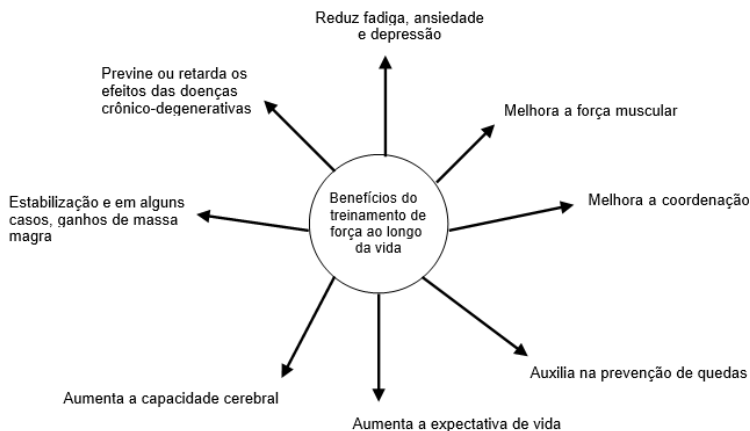 Reduz fadiga, ansiedade
e depressão
Previne ou retarda os
efeitos das doenças
crônico-degenerativas
Melhora a força muscular
Estabilização e em alguns
casos, ganhos de massa
magra
Benefícios do
treinamento de
força ao longo
da vida
Melhora a coordenação
Auxilia na prevenção de quedas
Aumenta a capacidade cerebral
Aumenta a expectativa de vida